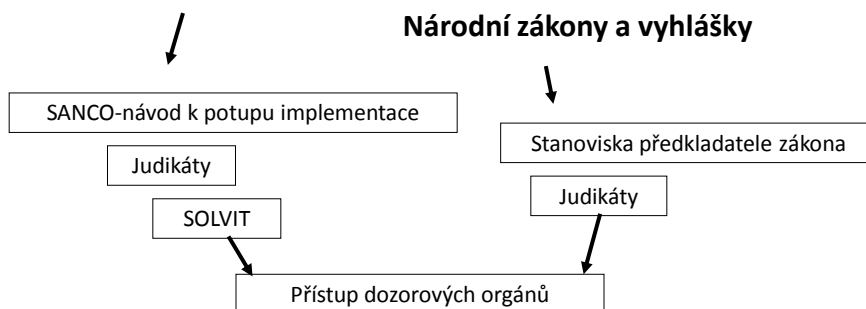 Národní zákony a vyhlášky
SANCO-návod k potupu implementace
Stanoviska předkladatele zákona
Judikáty
Judikáty
SOLVIT
Přístup dozorových orgánů